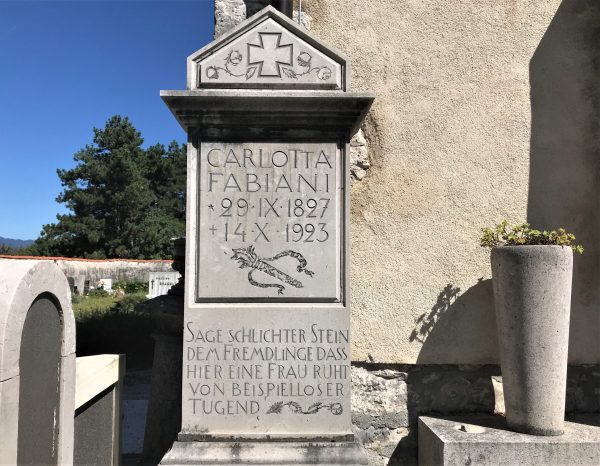 CARLOTTA
FABIANI
* 29·IX·1827
+ 14·X·1923
SAGE SCHLICHTER STEIN
DEM FREMDLINGE DASS
HIER EINE FRAU RUHT
VON BEISPIELLOSER
TUGEND